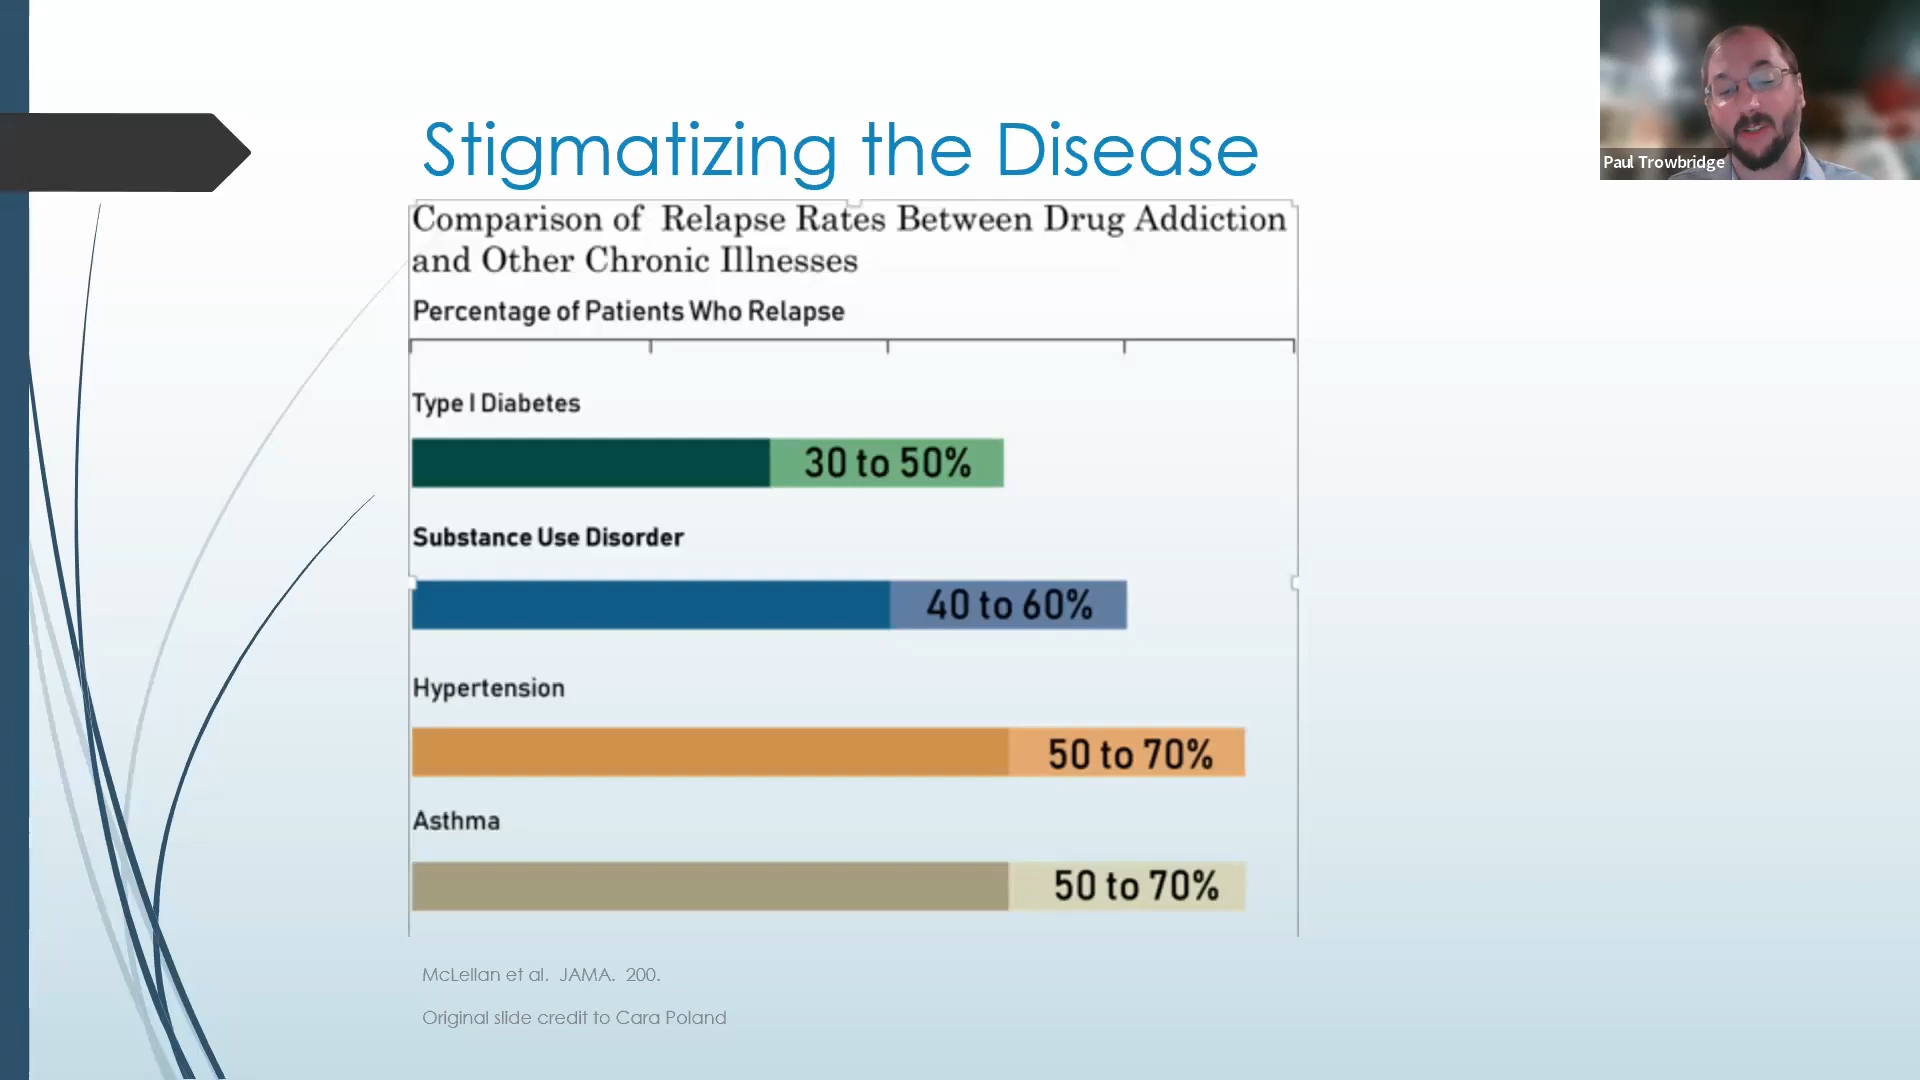 Stigmatizing the Disease
Paul Trowbridge
Comparison of Relapse Rates Between Drug Addiction
and Other Chronic Illnesses
Percentage of Patients Who Relapse
Type I Diabetes
30 to 50%
Substance Use Disorder
40 to 60%
Hypertension
50 to 70%
Asthma
50 to 70%
McLellan et al. JAMA. 200.
Original slide credit to Cara Poland